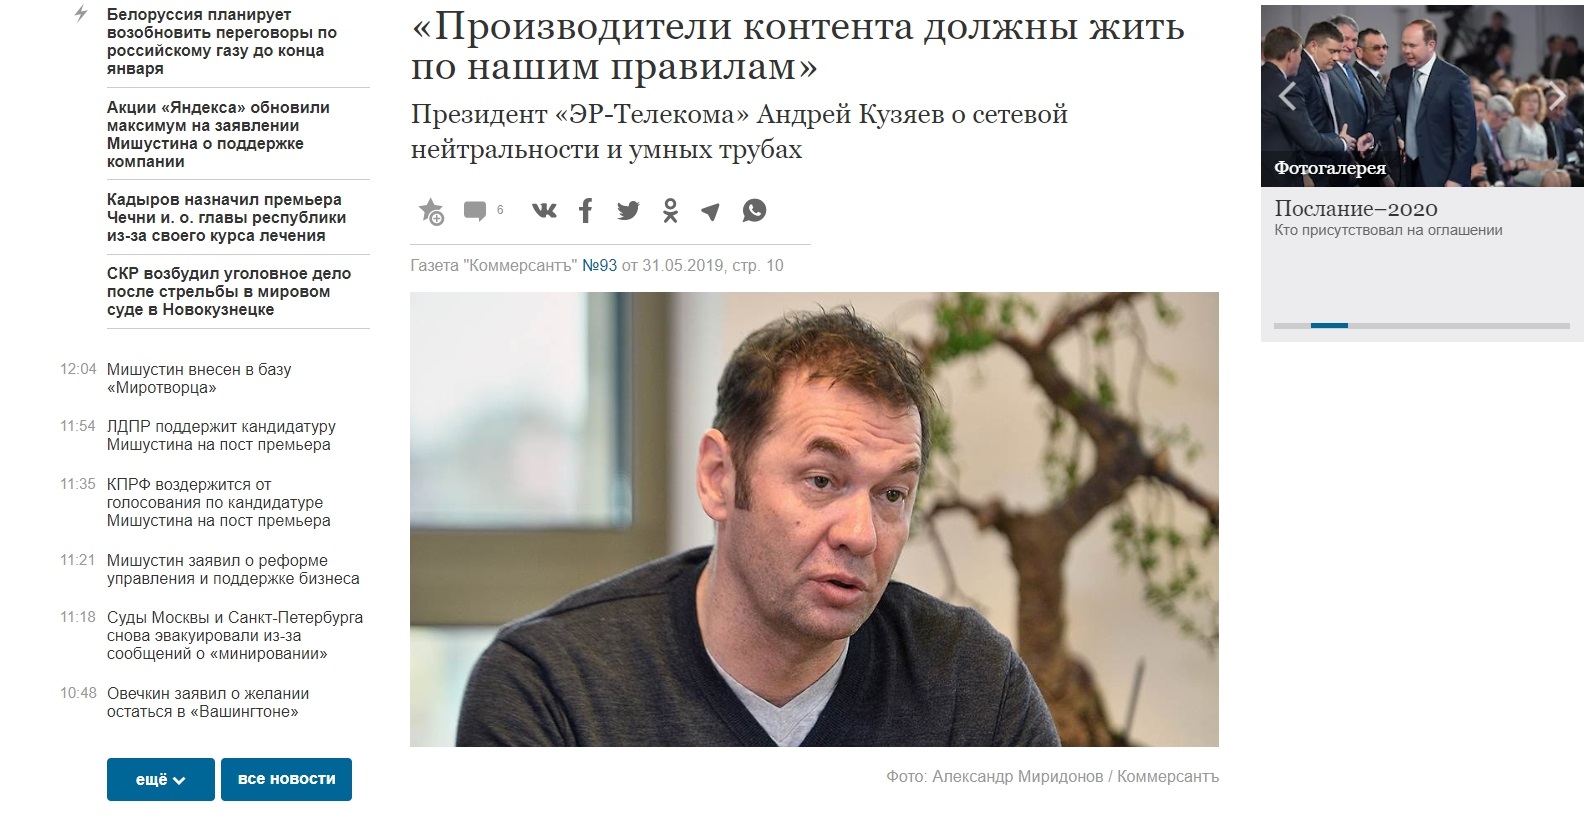 Белоруссия планирует
возобновить переговоры по
российскому газу до конца
января
Акции «Яндекса» обновили
максимум на заявлении
Мишустина о поддержке
компании
Кадыров назначил премьера
Чечни и. о. главы республики
из-за своего курса лечения
СКР возбудил уголовное дело
после стрельбы в мировом
суде в Новокузнецке
12:04 Мишустин внесен в базу
«Миротворца»
11:54 ЛДПР поддержит кандидатуру
Мишустина на пост премьера
11:35 КПРФ воздержится от
голосования по кандидатуре
Мишустина на пост премьера
11:21 Мишустин заявил о реформе
управления и поддержке бизнеса
11:18 Суды Москвы и Санкт-Петербурга
снова эвакуировали из-за
сообщений о «минировании»
10:48 Овечкин заявил о желании
остаться в «Вашингтоне»
ещё
все новости
«Производители контента должны жить
по нашим правилам»
Президент «ЭР-Телекома» Андрей Кузяев о сетевой
нейтральности и умных трубах
6
Газета "Коммерсантъ" №93 от 31.05.2019, стр. 10
Фото: Александр Миридонов / Коммерсантъ
Фотогалерея
Послание–2020
Кто присутствовал на оглашении